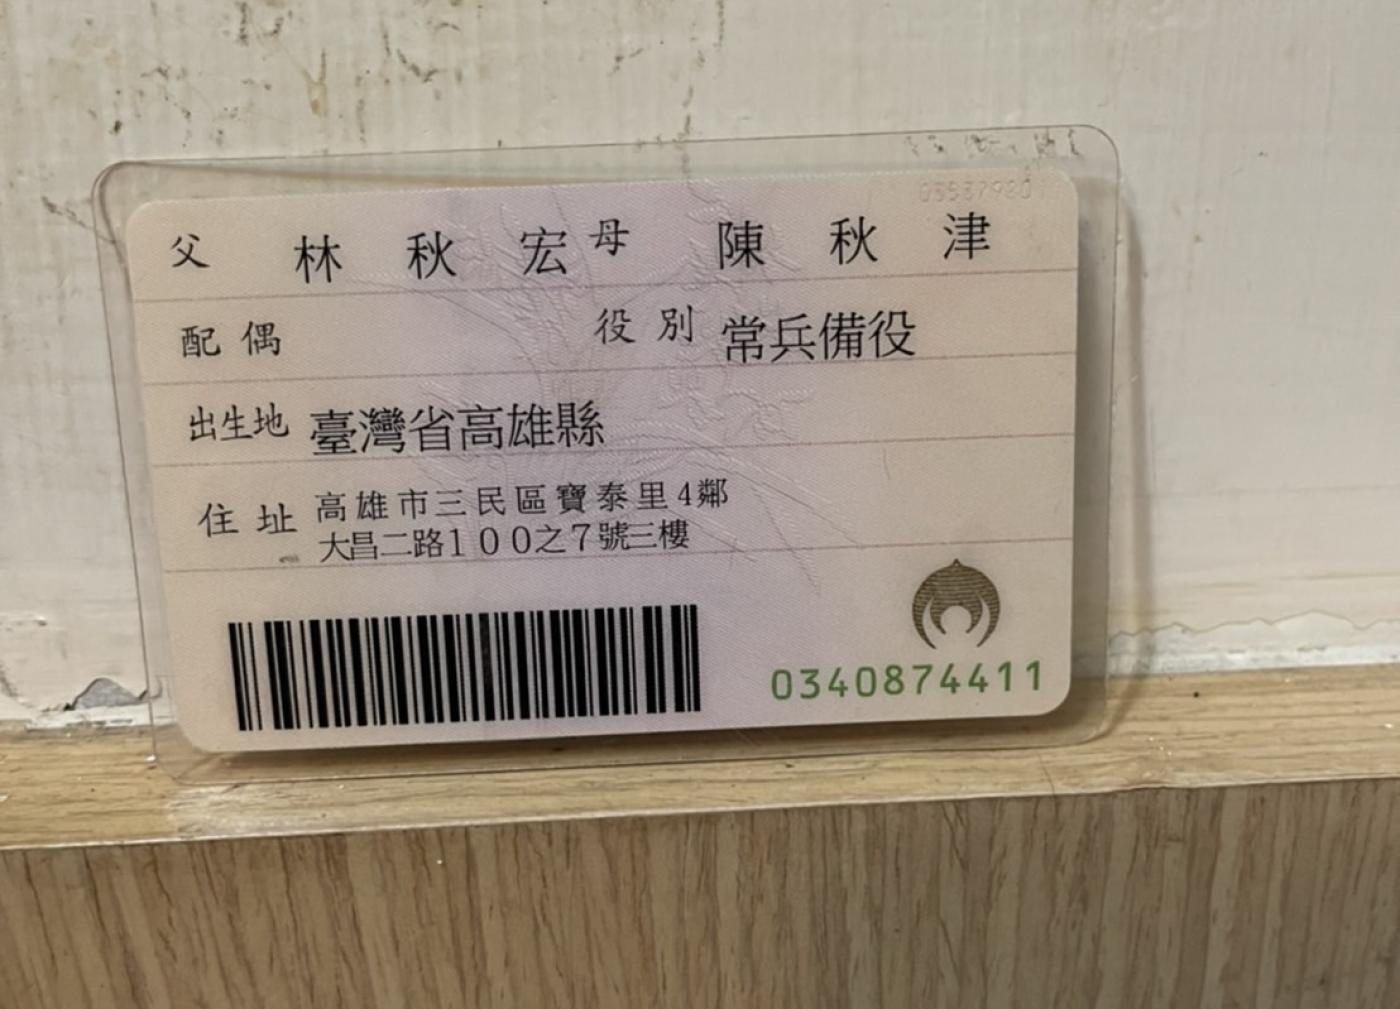 父 林秋宏 母 陳秋津
配偶 役別 常兵備役
出生地 臺灣省高雄縣
住址 高雄市三民區寶泰里4鄰
大昌二路100之7號三樓
0340874411